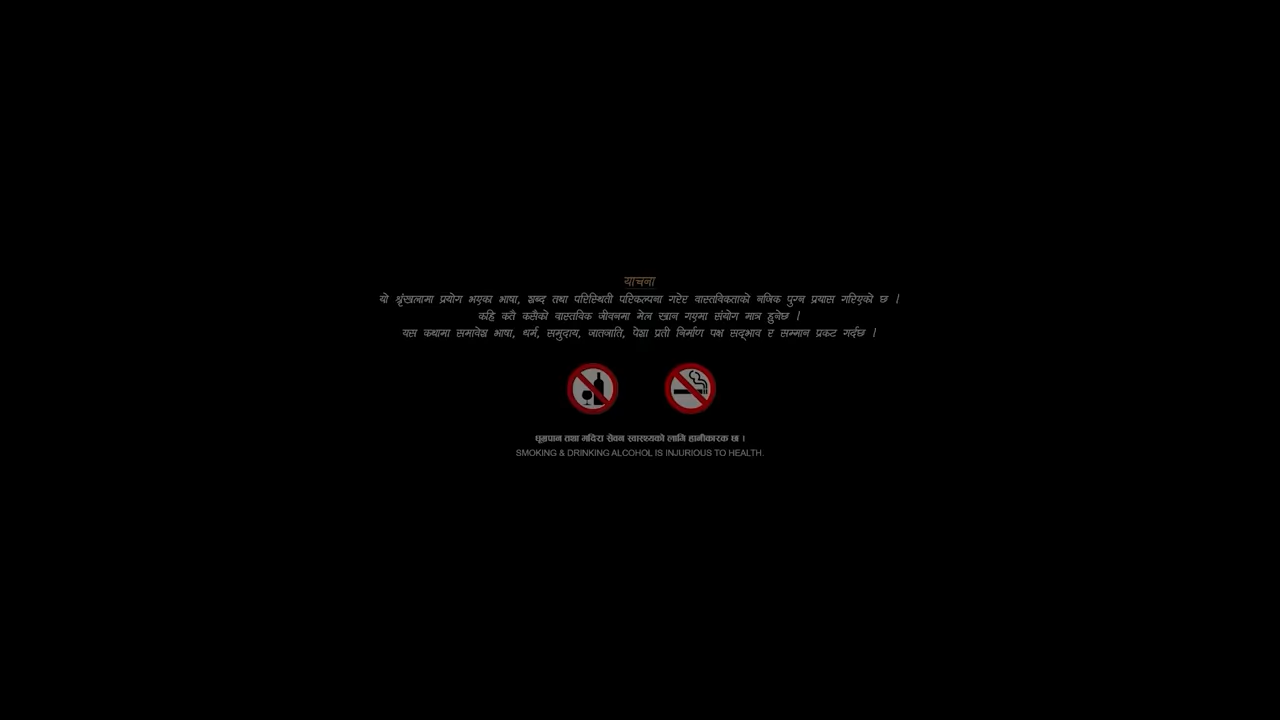 याचना
यो श्रृंखलामा प्रयोग भएका भाषा, शब्द तथा परिस्थिती परिकल्पना गरेर वास्तविकताको नजिक पुग्न प्रयास गरिएको छ ।
कहि कतै कसैको वास्तविक जीवनमा मेल खान गएमा संयोग मात्र हुनेछ ।
यस कथामा समावेश भाषा, धर्म, समुदाय, जातजाति, पेशा प्रती निर्माण पक्ष सद्भाव र सम्मान प्रकट गर्दछ ।
धूम्रपान तथा मदिरा सेवन स्वास्थ्यको लागि हानीकारक छ ।
SMOKING & DRINKING ALCOHOL IS INJURIOUS TO HEALTH.